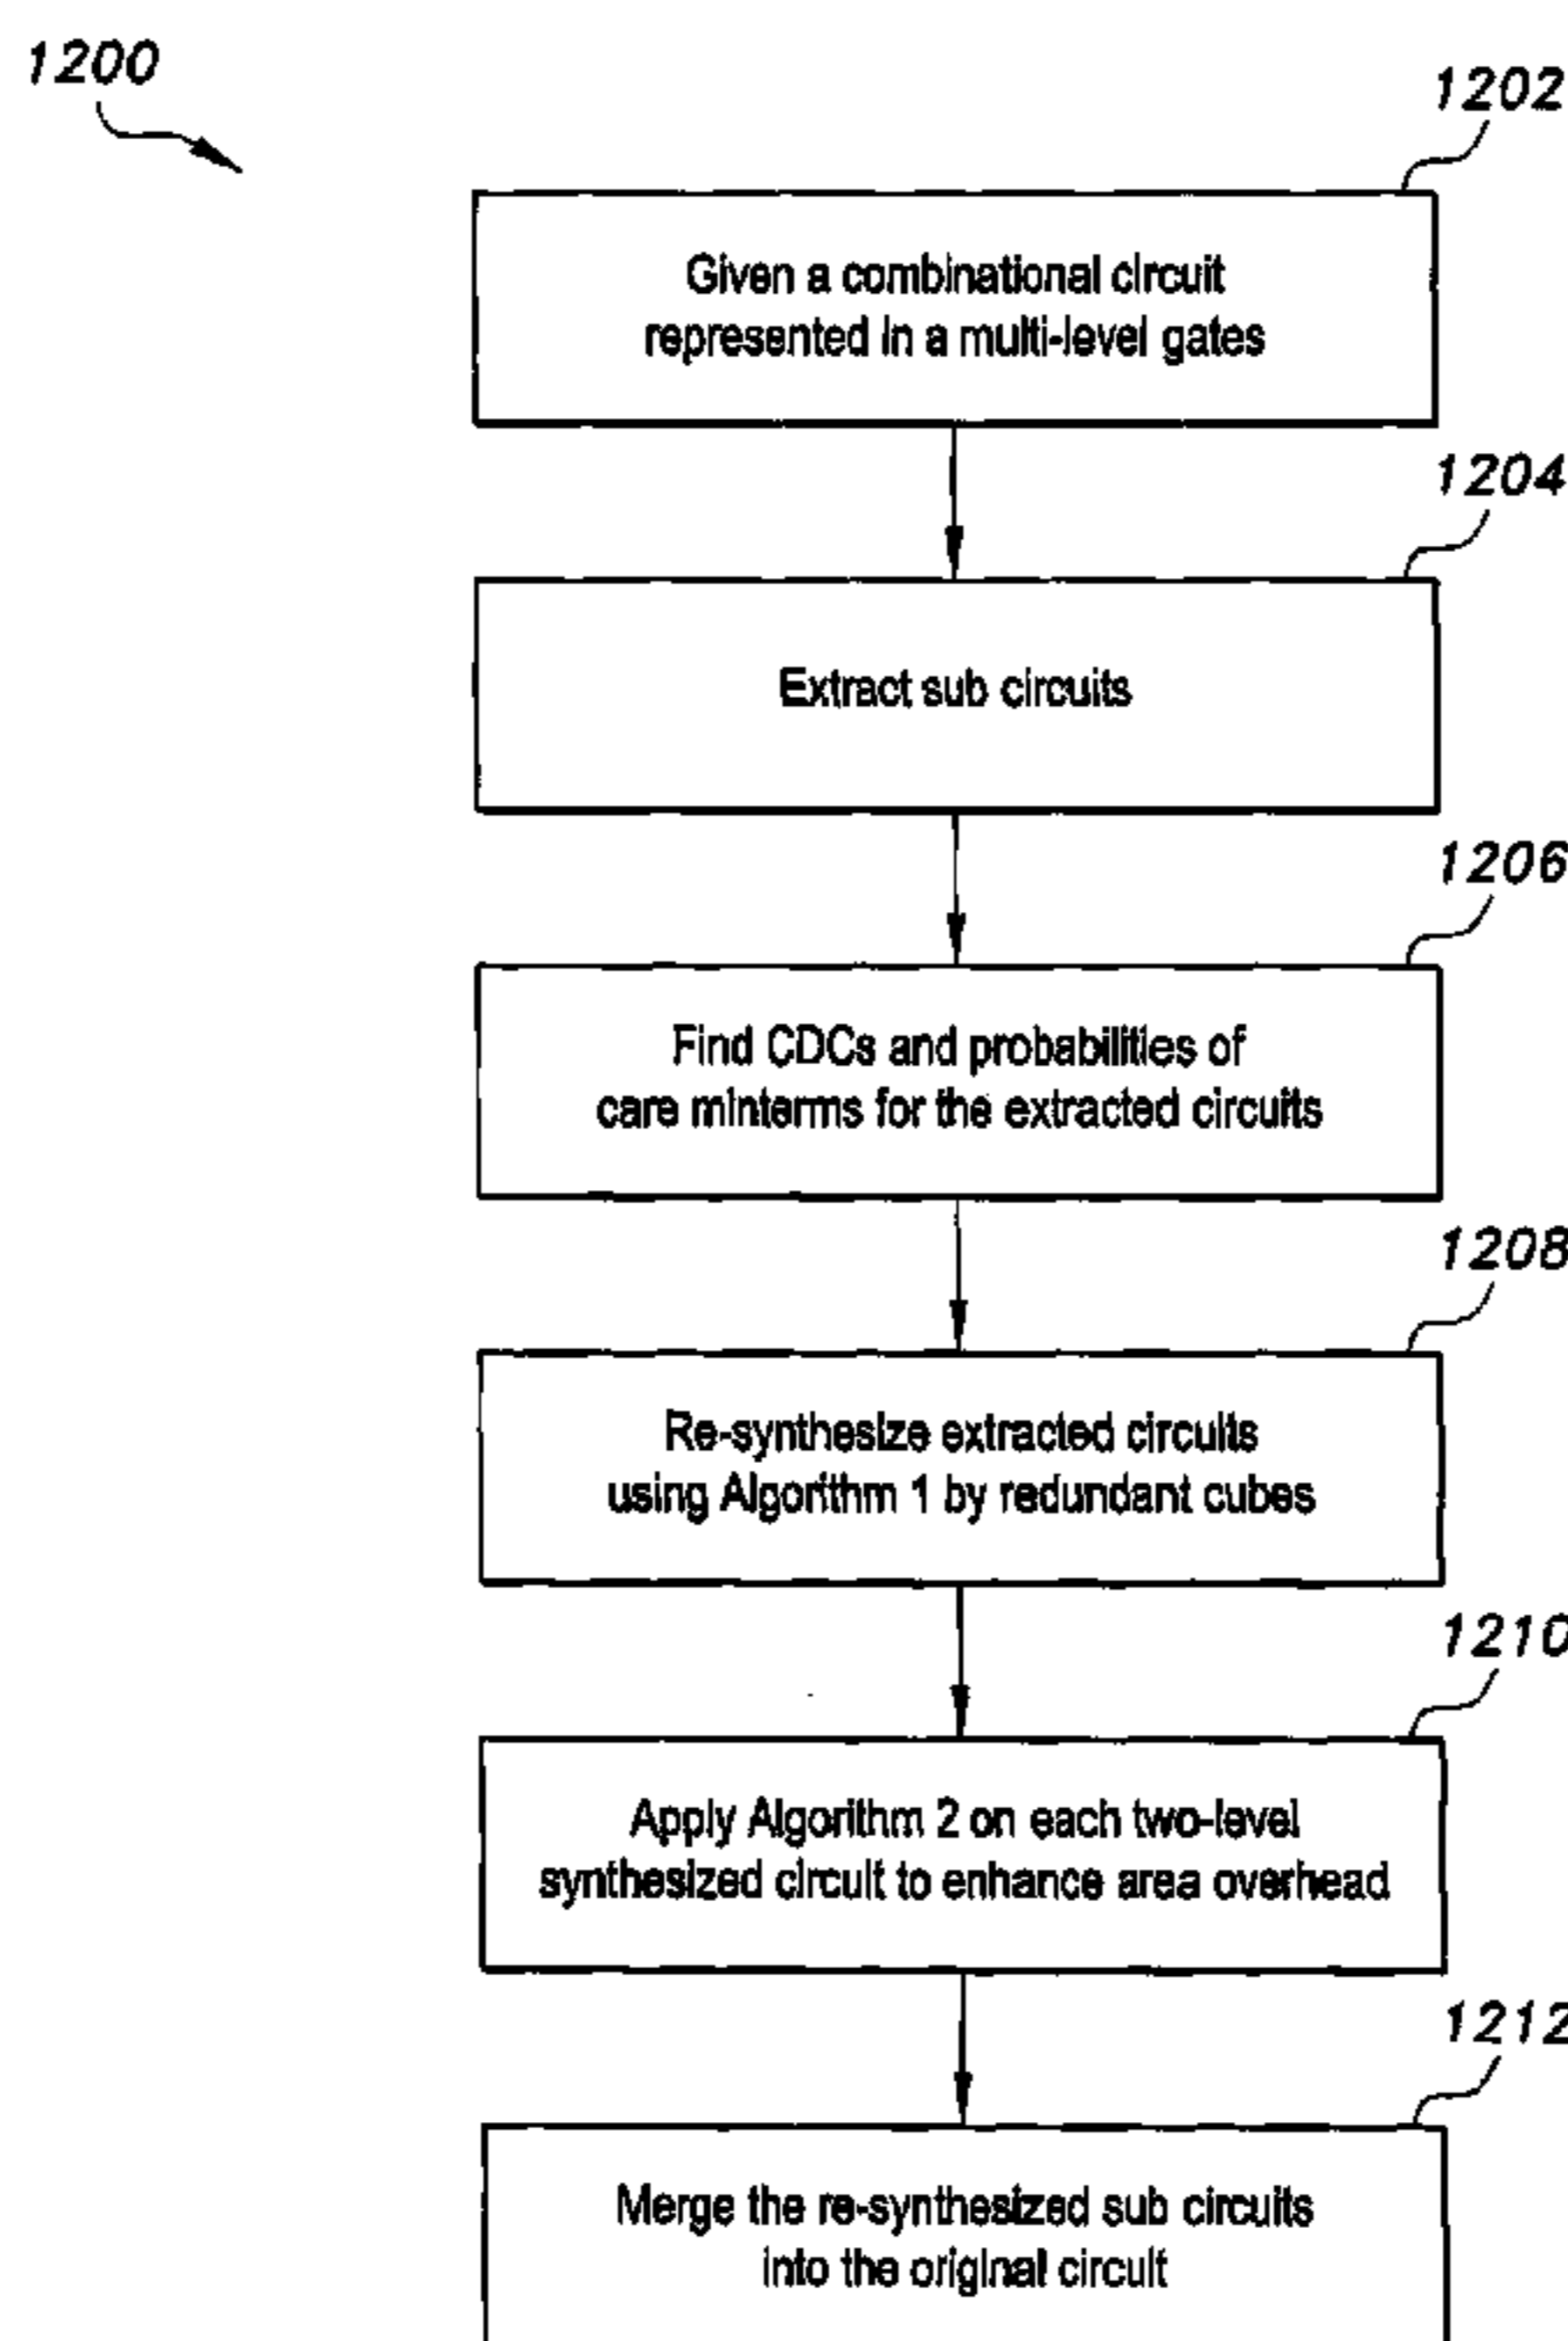 1200
1202
Given a combinational circuit
represented in a multi-level gates
1204
Extract sub circuits
1206
Find CDCs and probabilities of
care minterms for the extracted circuits
1208
Re-synthesize extracted circuits
using Algorithm 1 by redundant cubes
1210
Apply Algorithm 2 on each two-level
synthesized circuit to enhance area overhead
1212
Merge the re-synthesized sub circuits
into the original circuit